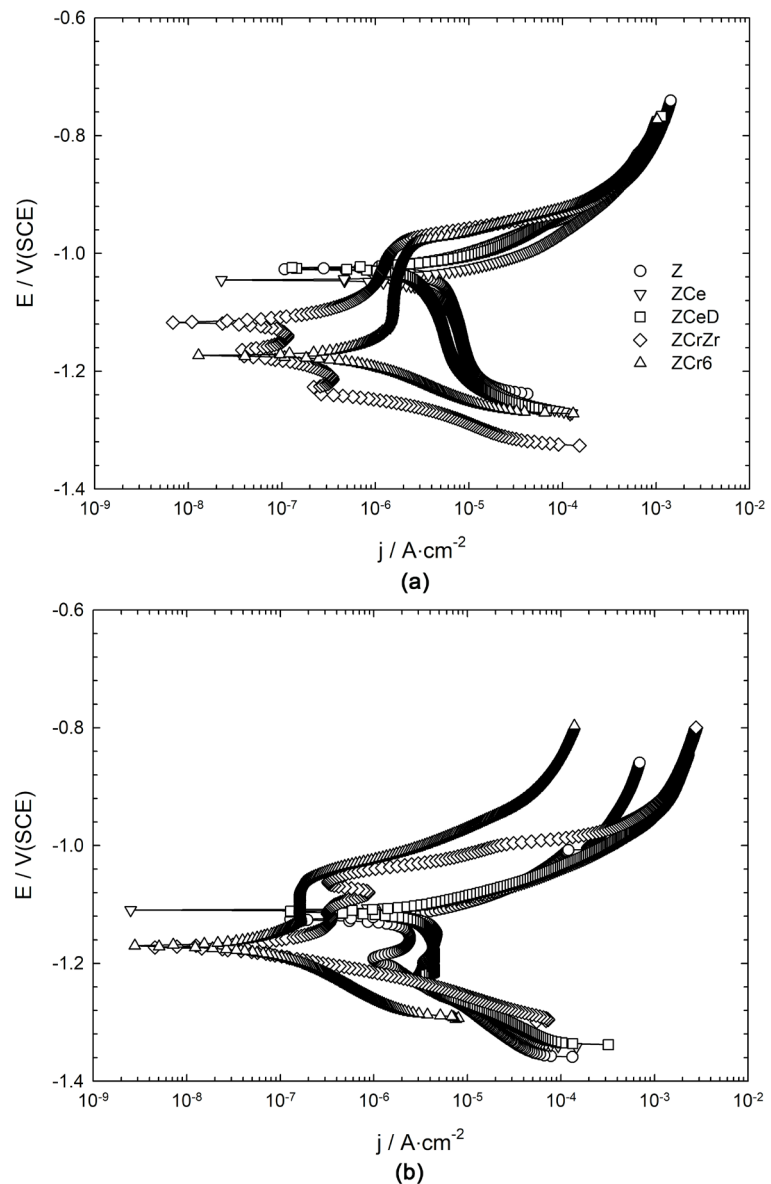 -0.6
-0.8
-1.0
-1.2
-1.4
E / V(SCE)
Z
ZCe
ZCeD
ZCrZr
ZCr6
10⁻⁹ 10⁻⁸ 10⁻⁷ 10⁻⁶ 10⁻⁵ 10⁻⁴ 10⁻³ 10⁻²
j / A·cm⁻²
(a)
-0.6
-0.8
-1.0
-1.2
-1.4
E / V(SCE)
10⁻⁹ 10⁻⁸ 10⁻⁷ 10⁻⁶ 10⁻⁵ 10⁻⁴ 10⁻³ 10⁻²
j / A·cm⁻²
(b)